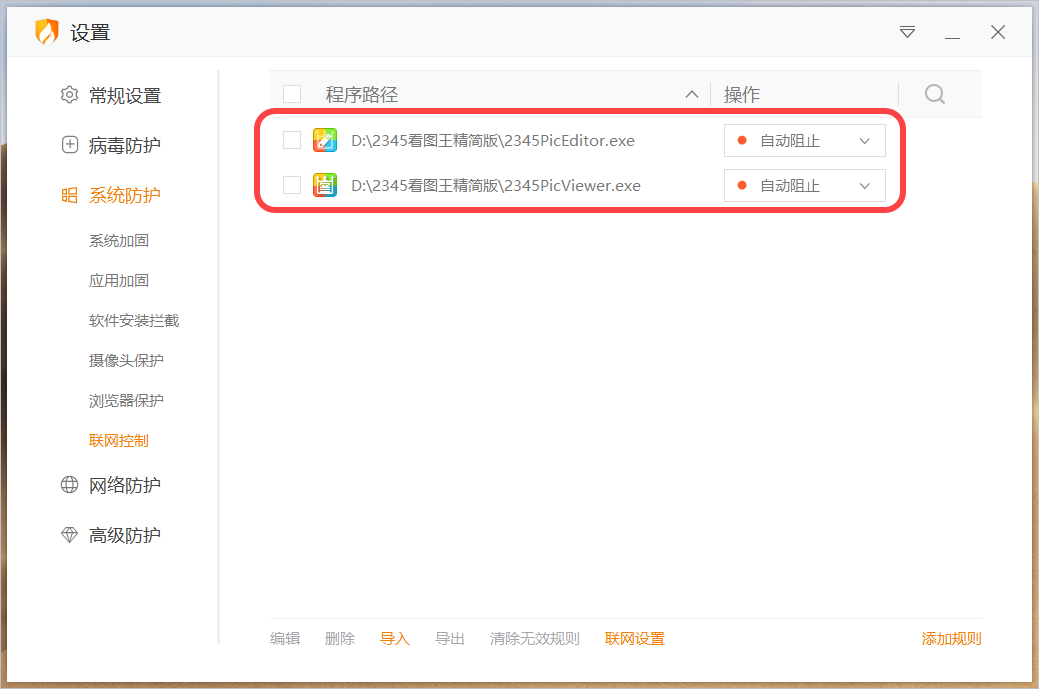 设置
常规设置
病毒防护
系统防护
系统加固
应用加固
软件安装拦截
摄像头保护
浏览器保护
联网控制
网络防护
高级防护
程序路径 操作
D:\2345看图王精简版\2345PicEditor.exe 自动阻止
D:\2345看图王精简版\2345PicViewer.exe 自动阻止
编辑 删除 导入 导出 清除无效规则 联网设置 添加规则